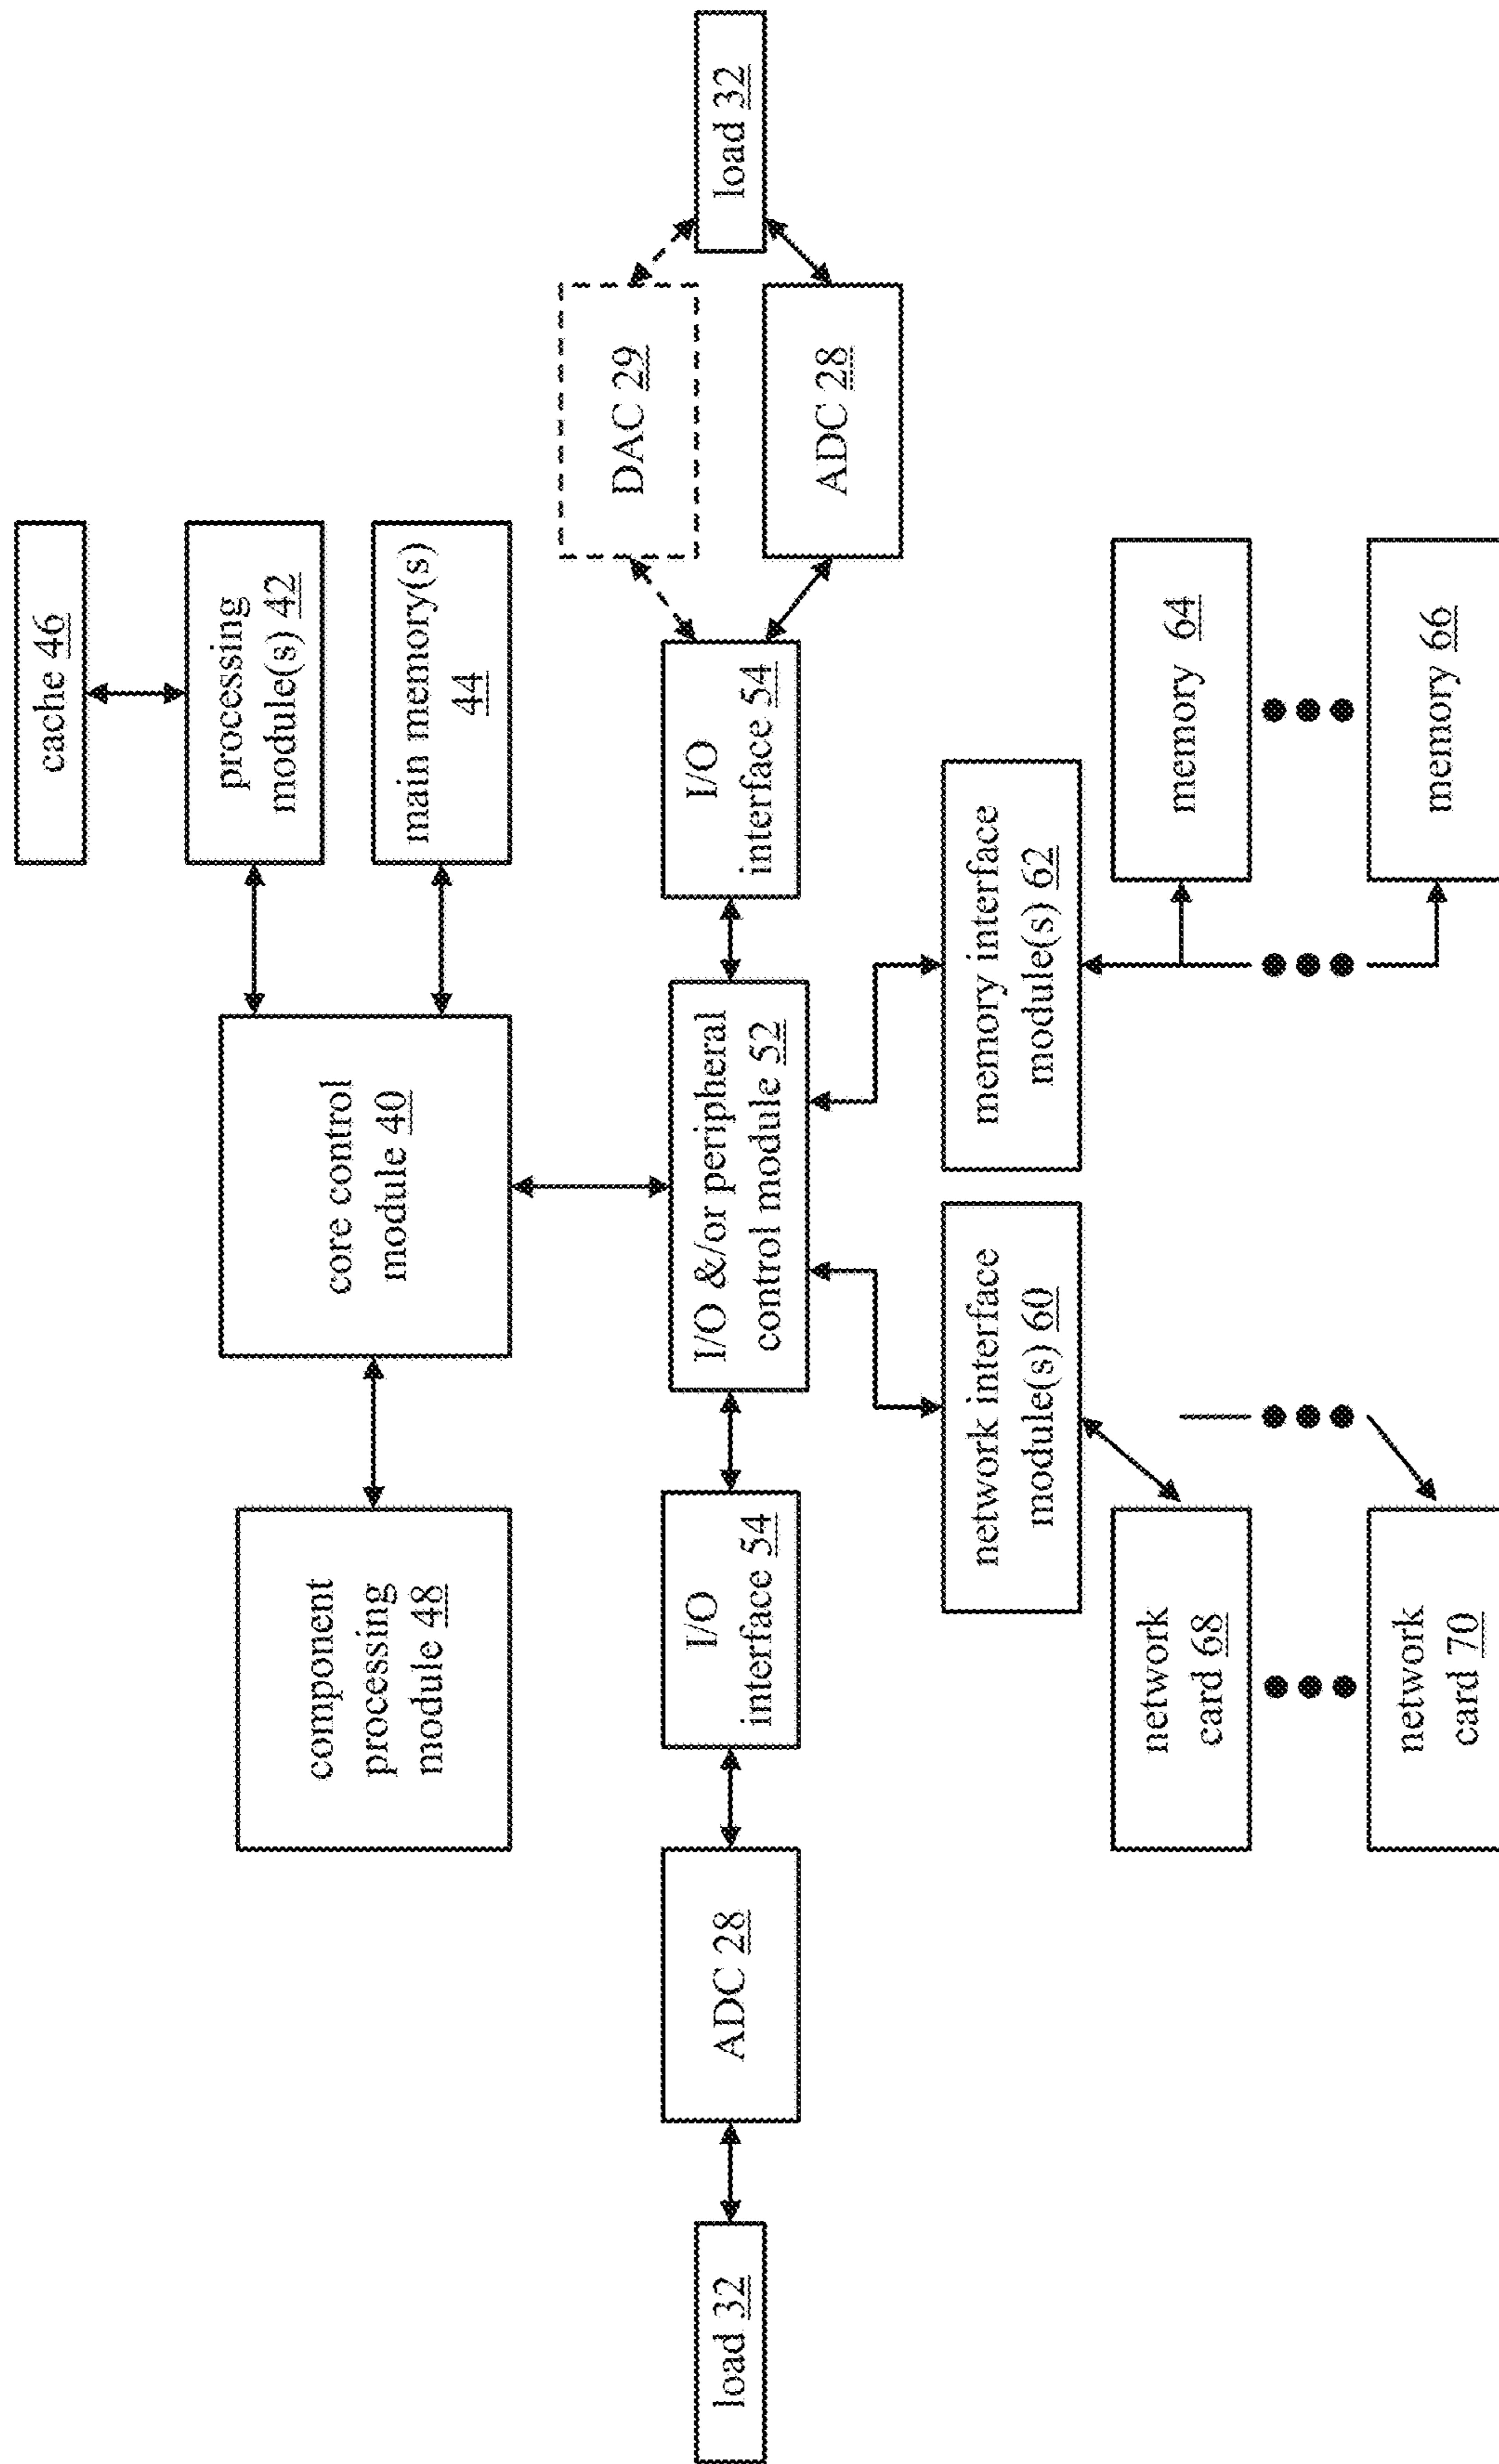 cache 46
processing
module(s) 42
main memory(s)
44
core control
module 40
component
processing
module 48
DAC 29
load 32
ADC 28
I/O
interface 54
I/O &/or peripheral
control module 52
I/O
interface 54
ADC 28
load 32
network interface
module(s) 60
memory interface
module(s) 62
network
card 68
memory 64
network
card 70
memory 66